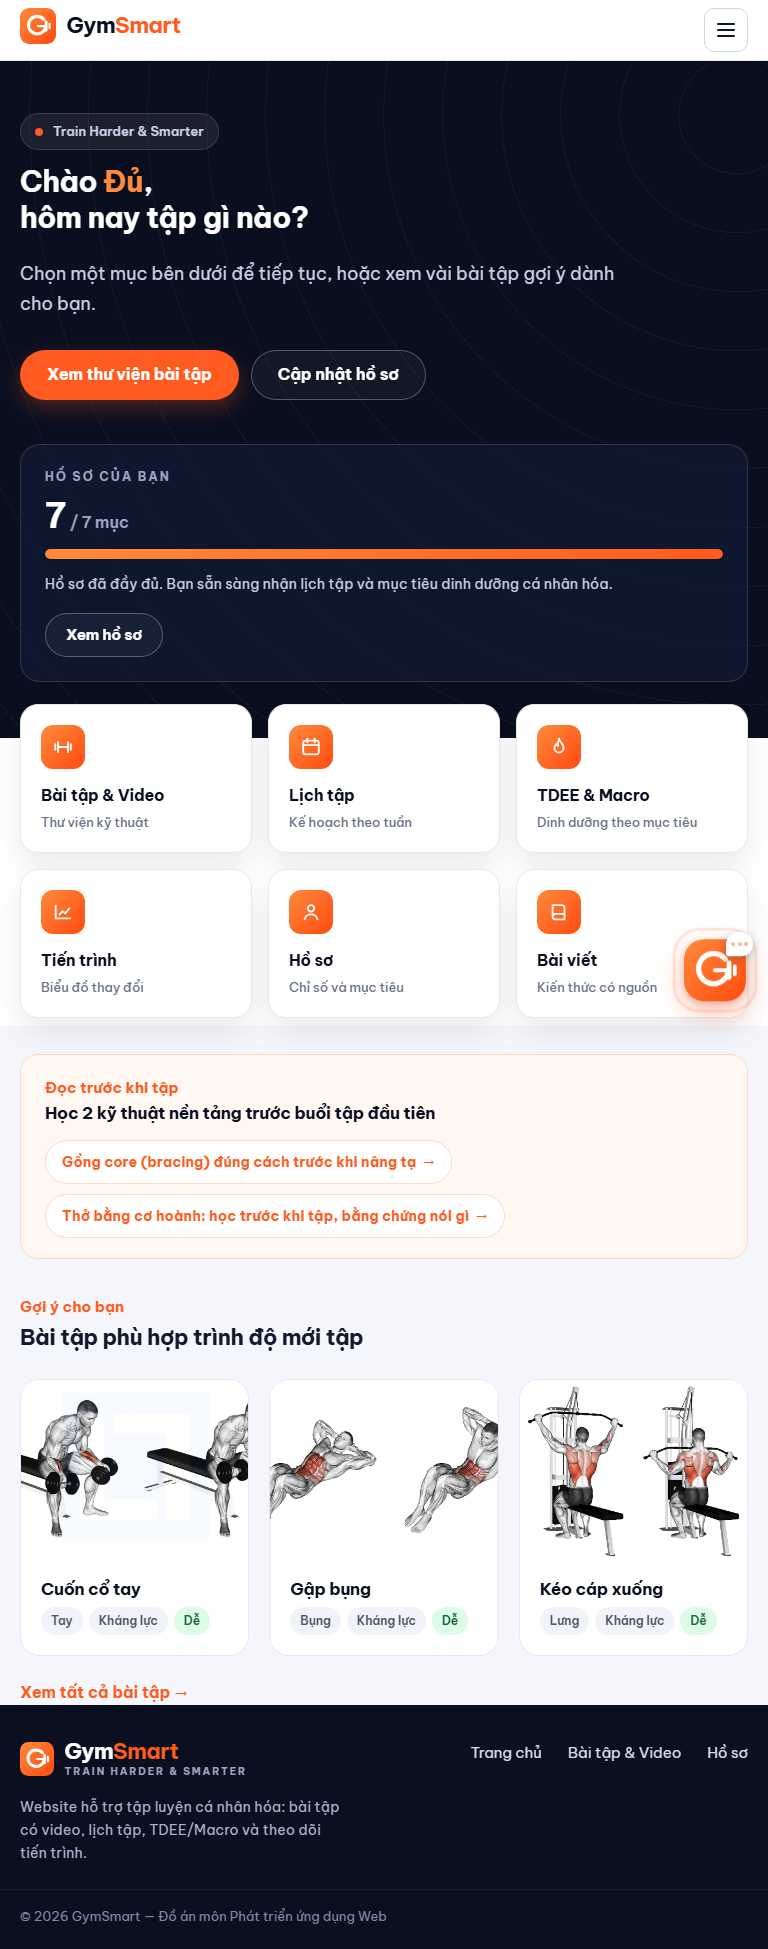 GymSmart
Train Harder & Smarter
Chào Đủ,
hôm nay tập gì nào?
Chọn một mục bên dưới để tiếp tục, hoặc xem vài bài tập gợi ý dành
cho bạn.
Xem thư viện bài tập
Cập nhật hồ sơ
HỒ SƠ CỦA BẠN
7 / 7 mục
Hồ sơ đã đầy đủ. Bạn sẵn sàng nhận lịch tập và mục tiêu dinh dưỡng cá nhân hóa.
Xem hồ sơ
Bài tập & Video
Thư viện kỹ thuật
Lịch tập
Kế hoạch theo tuần
TDEE & Macro
Dinh dưỡng theo mục tiêu
Tiến trình
Biểu đồ thay đổi
Hồ sơ
Chỉ số và mục tiêu
Bài viết
Kiến thức có nguồn
Đọc trước khi tập
Học 2 kỹ thuật nền tảng trước buổi tập đầu tiên
Gồng core (bracing) đúng cách trước khi nâng tạ →
Thở bằng cơ hoành: học trước khi tập, bằng chứng nói gì →
Gợi ý cho bạn
Bài tập phù hợp trình độ mới tập
Cuốn cổ tay
Tay
Kháng lực
Dễ
Gập bụng
Bụng
Kháng lực
Dễ
Kéo cáp xuống
Lưng
Kháng lực
Dễ
Xem tất cả bài tập →
GymSmart
TRAIN HARDER & SMARTER
Website hỗ trợ tập luyện cá nhân hóa: bài tập
có video, lịch tập, TDEE/Macro và theo dõi
tiến trình.
Trang chủ
Bài tập & Video
Hồ sơ
© 2026 GymSmart — Đồ án môn Phát triển ứng dụng Web